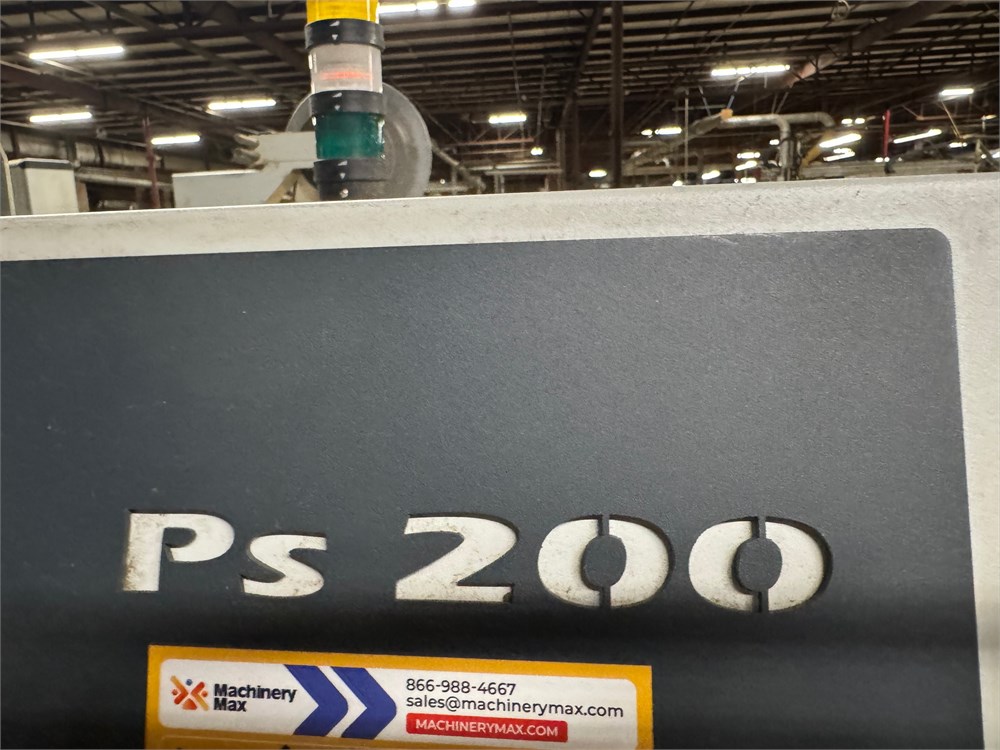 Ps 200
Machinery
Max
866-988-4667
sales@machinerymax.com
MACHINERYMAX.COM